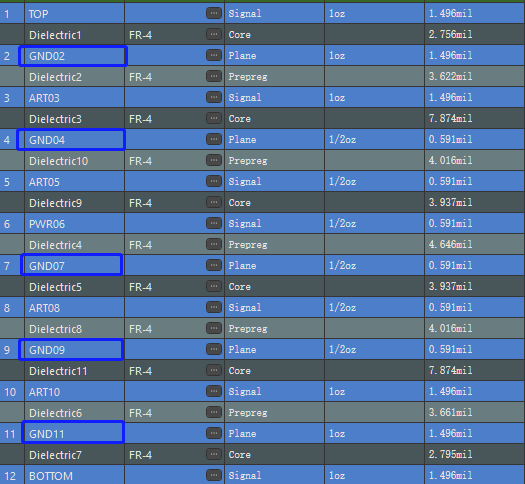 1 TOP ... Signal 1oz 1.496mil
Dielectric1 FR-4 ... Core 2.756mil
2 GND02 ... Plane 1oz 1.496mil
Dielectric2 FR-4 ... Prepreg 3.622mil
3 ART03 ... Signal 1oz 1.496mil
Dielectric3 FR-4 ... Core 7.874mil
4 GND04 ... Plane 1/2oz 0.591mil
Dielectric10 FR-4 ... Prepreg 4.016mil
5 ART05 ... Signal 1/2oz 0.591mil
Dielectric9 FR-4 ... Core 3.937mil
6 PWR06 ... Signal 1/2oz 0.591mil
Dielectric4 FR-4 ... Prepreg 4.646mil
7 GND07 ... Plane 1/2oz 0.591mil
Dielectric5 FR-4 ... Core 3.937mil
8 ART08 ... Signal 1/2oz 0.591mil
Dielectric8 FR-4 ... Prepreg 4.016mil
9 GND09 ... Plane 1/2oz 0.591mil
Dielectric11 FR-4 ... Core 7.874mil
10 ART10 ... Signal 1oz 1.496mil
Dielectric6 FR-4 ... Prepreg 3.661mil
11 GND11 ... Plane 1oz 1.496mil
Dielectric7 FR-4 ... Core 2.795mil
12 BOTTOM ... Signal 1oz 1.496mil